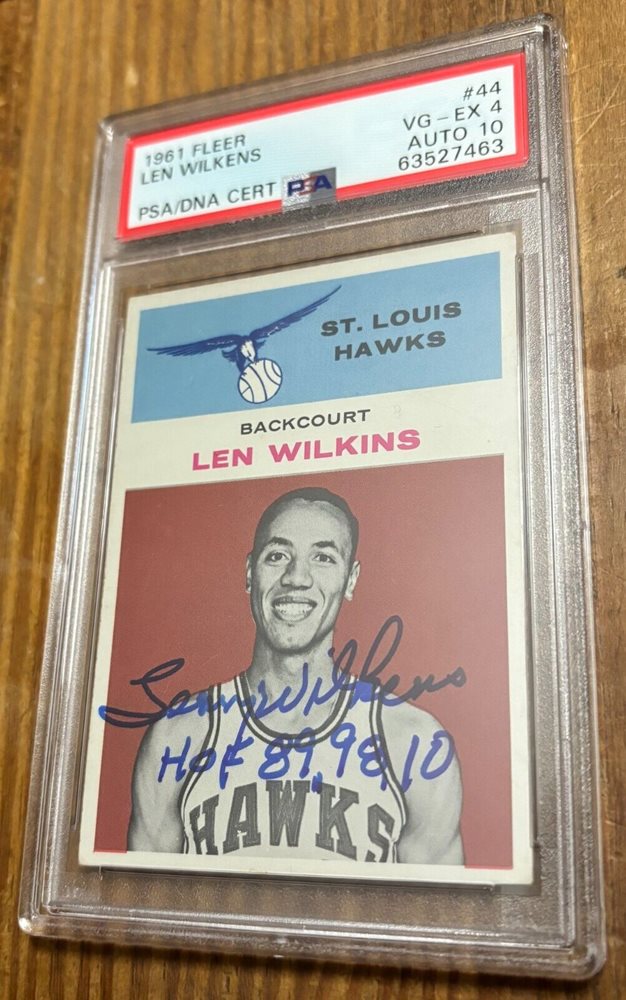 1961 FLEER
LEN WILKENS
PSA/DNA CERT
PSA
#44
VG – EX 4
AUTO 10
63527463
ST. LOUIS
HAWKS
BACKCOURT
LEN WILKINS
Lenny Wilkens
HOF 89, 98, 10
HAWKS